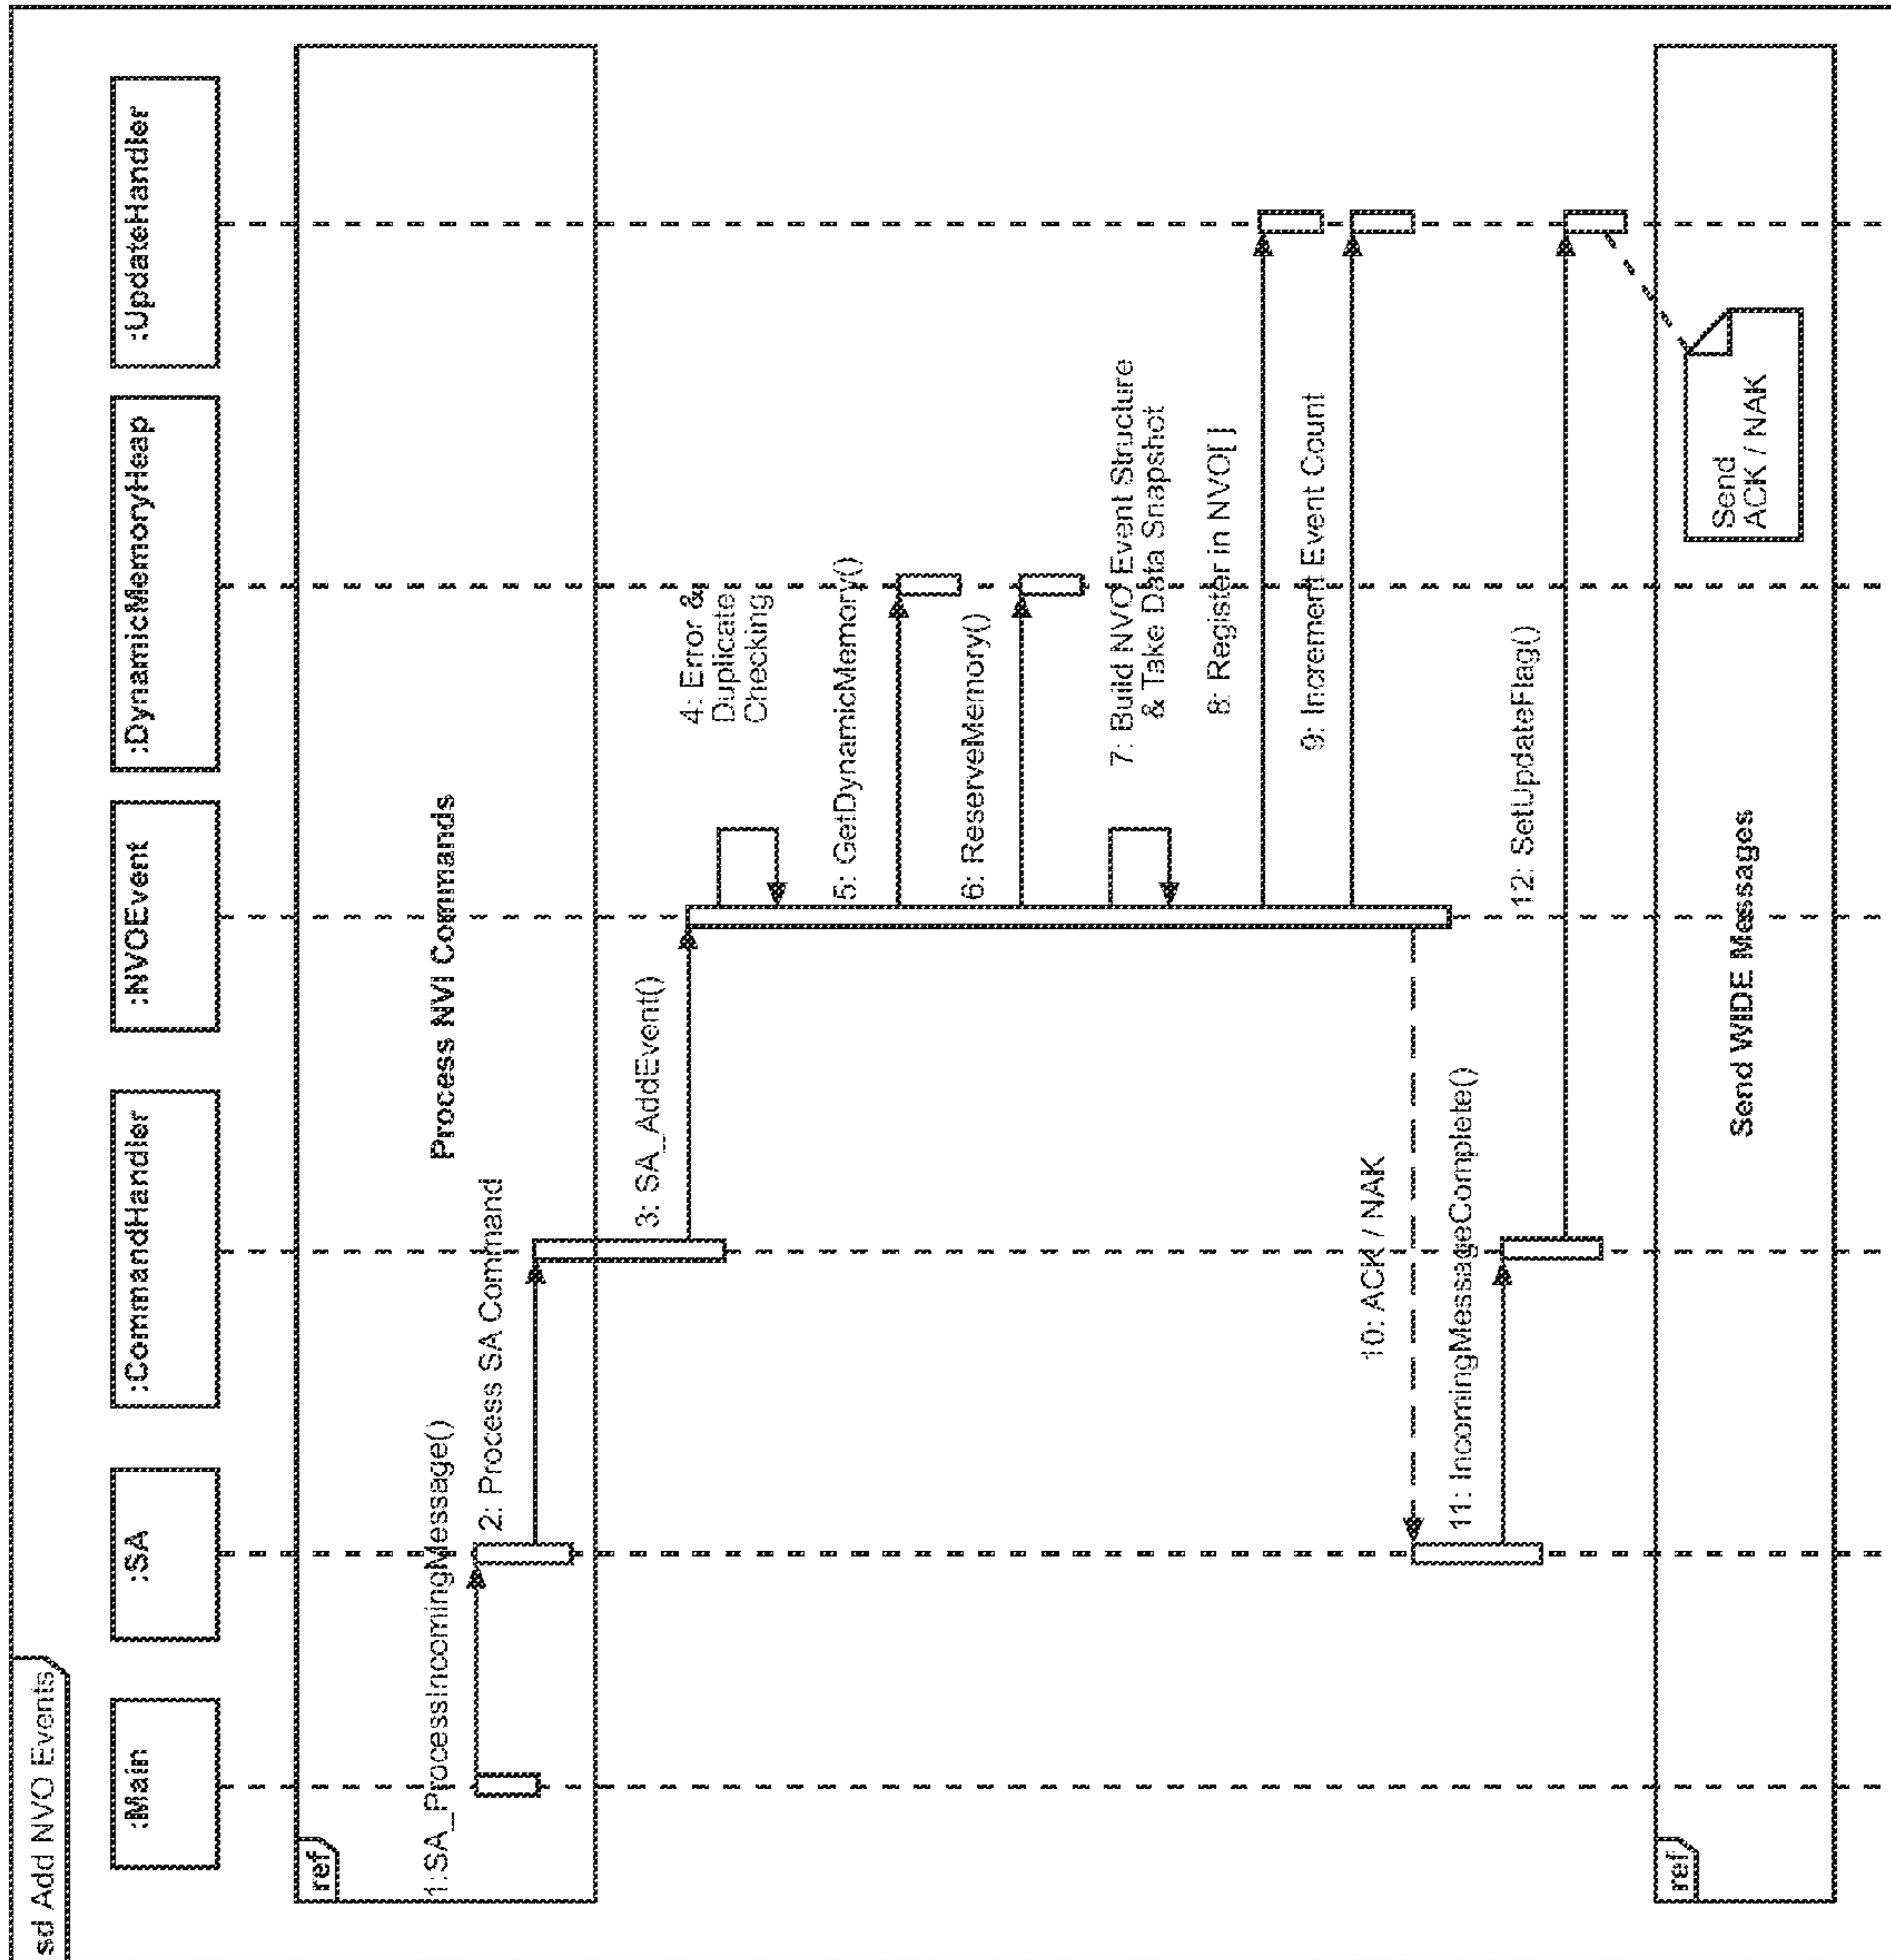 sd Add NVO Events
:Main
:SA
:CommandHandler
:NVOEvent
:DynamicMemoryHeap
:UpdateHandler
ref
Process NVI Commands
1:SA_ProcessIncomingMessage()
2: Process SA Command
3: SA_AddEvent()
4: Error &
Duplicate
Checking
5: GetDynamicMemory()
6: ReserveMemory()
7: Build NVO Event Structure
& Take Data Snapshot
8: Register in NVO[ ]
9: Increment Event Count
10: ACK / NAK
11: IncomingMessageComplete()
12: SetUpdateFlag()
ref
Send WIDE Messages
Send
ACK / NAK